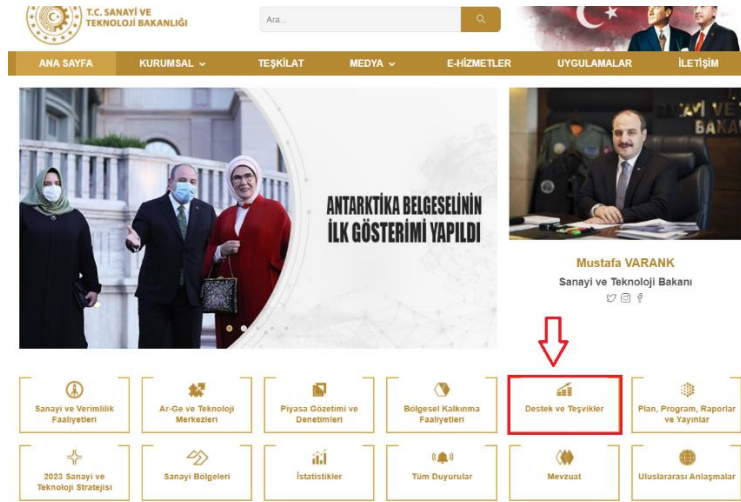 T.C. SANAYİ VE
TEKNOLOJİ BAKANLIĞI
Ara...
ANA SAYFA
KURUMSAL
TEŞKİLAT
MEDYA
E-HİZMETLER
UYGULAMALAR
İLETİŞİM
ANTARKTİKA BELGESELİNİN
İLK GÖSTERİMİ YAPILDI
Mustafa VARANK
Sanayi ve Teknoloji Bakanı
Sanayi ve Verimlilik
Faaliyetleri
Ar-Ge ve Teknoloji
Merkezleri
Piyasa Gözetimi ve
Denetimleri
Bölgesel Kalkınma
Faaliyetleri
Destek ve Teşvikler
Plan, Program, Raporlar
ve Yayınlar
2023 Sanayi ve
Teknoloji Stratejisi
Sanayi Bölgeleri
İstatistikler
Tüm Duyurular
Mevzuat
Uluslararası Anlaşmalar